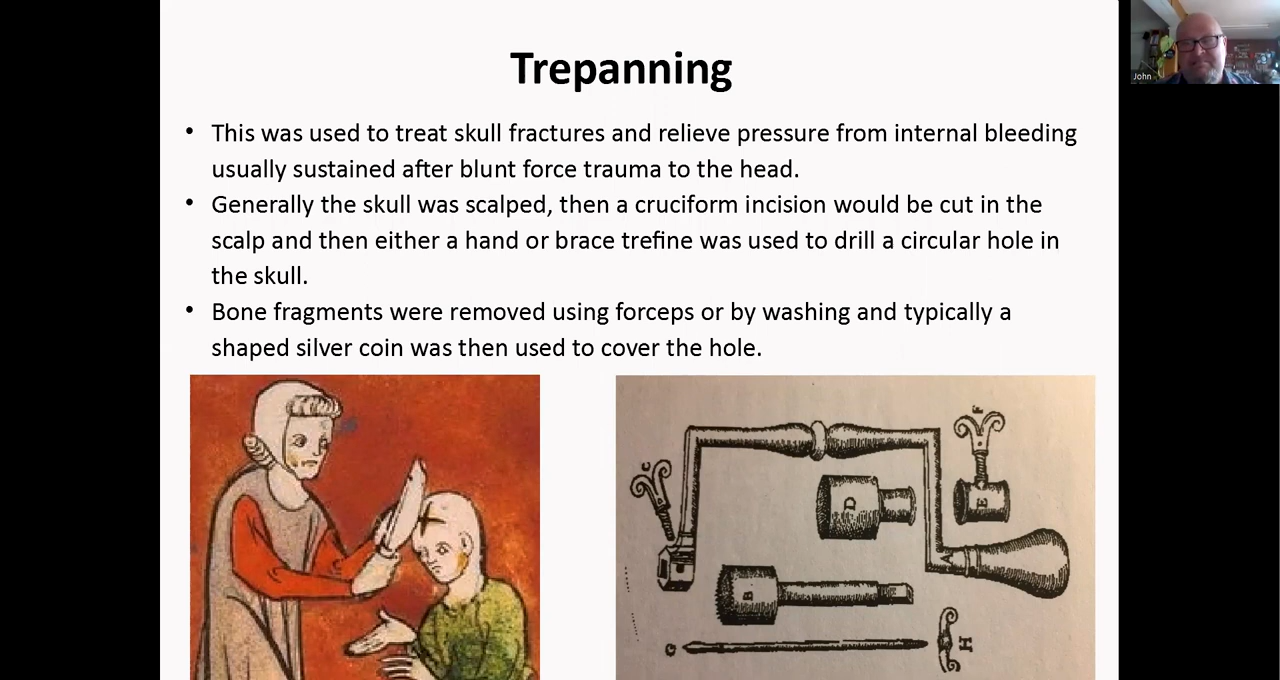 Trepanning
• This was used to treat skull fractures and relieve pressure from internal bleeding
usually sustained after blunt force trauma to the head.
• Generally the skull was scalped, then a cruciform incision would be cut in the
scalp and then either a hand or brace trefine was used to drill a circular hole in
the skull.
• Bone fragments were removed using forceps or by washing and typically a
shaped silver coin was then used to cover the hole.
John
C
F
D
E
A
B
G
H